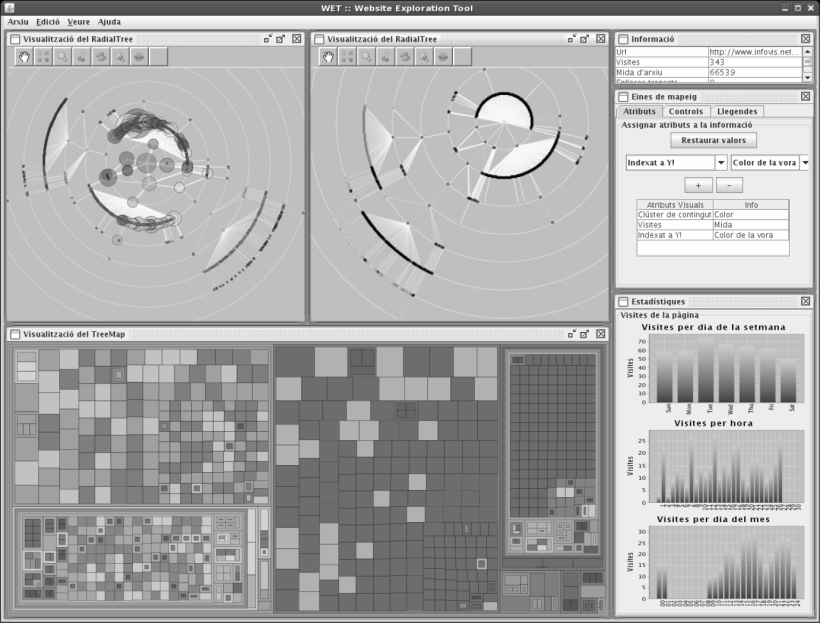 WET :: Website Exploration Tool
Arxiu Edició Veure Ajuda
Visualització del RadialTree
Visualització del RadialTree
Visualització del TreeMap
Informació
Url http://www.infovis.net...
Visites 343
Mida d'arxiu 66539
Eines de mapeig
Atributs Controls Llegendes
Assignar atributs a la informació
Restaurar valors
Indexat a Y! Color de la vora
+ -
Atributs Visuals Info
Clúster de contingut Color
Visites Mida
Indexat a Y! Color de la vora
Estadístiques
Visites de la pàgina
Visites per dia de la setmana
Visites
70
60
50
40
30
20
10
0
Sun Mon Tue Wed Thu Fri Sat
Visites per hora
Visites
25
20
15
10
5
0
Visites per dia del mes
Visites
30
25
20
15
10
5
0